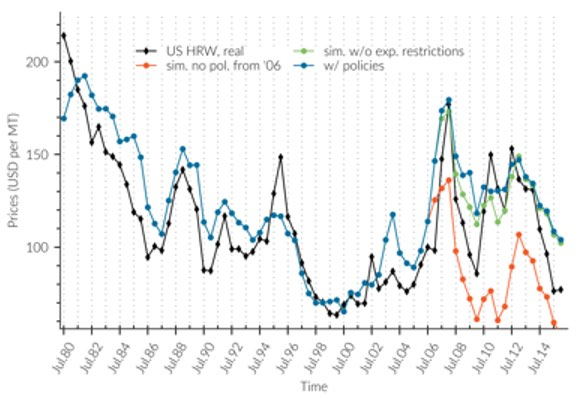 US HRW, real
sim. w/o exp. restrictions
sim. no pol. from '06
w/ policies
Prices (USD per MT)
200
150
100
Jul.80
Jul.82
Jul.84
Jul.86
Jul.88
Jul.90
Jul.92
Jul.94
Jul.96
Jul.98
Jul.00
Jul.02
Jul.04
Jul.06
Jul.08
Jul.10
Jul.12
Jul.14
Time